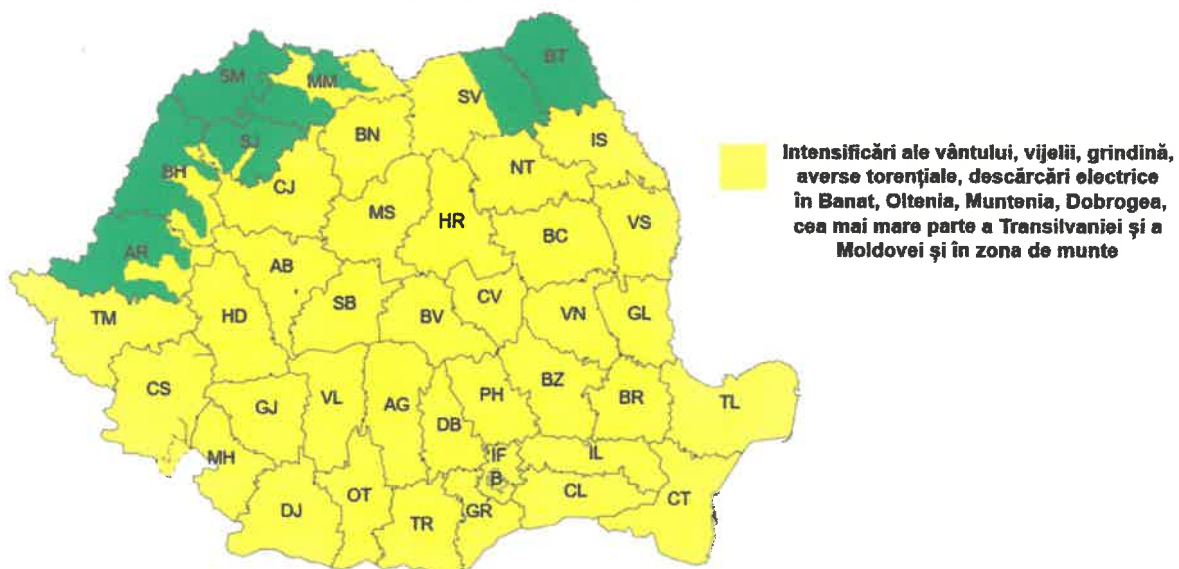 BT
SM
MM
SV
SJ
BN
IS
NT
BH
CJ
MS
HR
BC
VS
AR
AB
TM
HD
SB
BV
CV
VN
GL
CS
GJ
VL
AG
DB
PH
BZ
BR
TL
MH
IF
IL
B
OT
CL
CT
DJ
TR
GR
Intensificări ale vântului, vijelii, grindină,
averse torențiale, descărcări electrice
în Banat, Oltenia, Muntenia, Dobrogea,
cea mai mare parte a Transilvaniei și a
Moldovei și în zona de munte